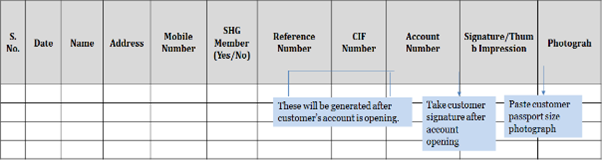 S. No.
Date
Name
Address
Mobile Number
SHG Member (Yes/No)
Reference Number
CIF Number
Account Number
Signature/Thum b Impression
Photograh
These will be generated after
customer's account is opening.
Take customer
signature after
account
opening
Paste customer
passport size
photograph